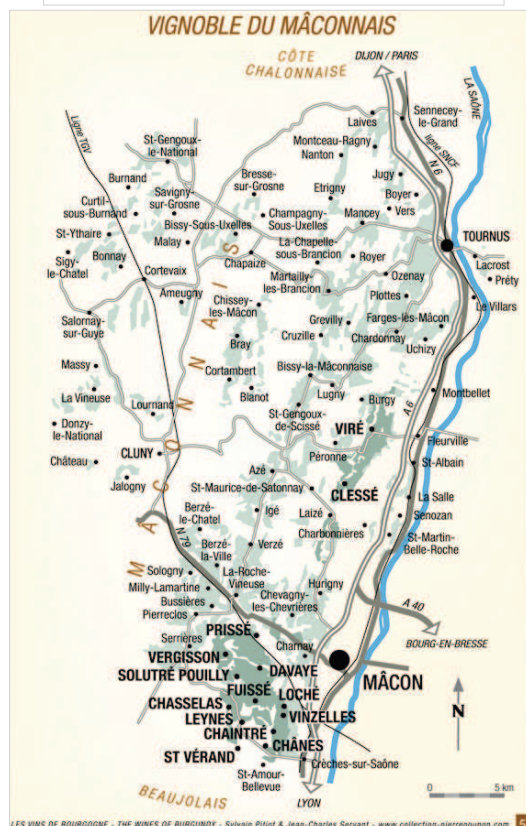 VIGNOBLE DU MÂCONNAIS
CÔTE
CHALONNAISE
DIJON / PARIS
LA SAÔNE
Ligne TGV
Laives
Sennecey-
le-Grand
ligne SNCF
N 6
St-Gengoux-
le-National
Montceau-Ragny
Nanton
Burnand
Bresse-
sur-Grosne
Jugy
Savigny-
sur-Grosne
Etrigny
Boyer
Curtil-
sous-Burnand
Champagny-
Sous-Uxelles
Vers
St-Ythaire
Bissy-Sous-Uxelles
Mancey
TOURNUS
Malay
La-Chapelle-
sous-Brancion
Royer
Sigy-
le-Chatel
Bonnay
Chapaize
Lacrost
Cortevaix
Martailly-
les-Brancion
Ozenay
Préty
Ameugny
Chissey-
lès-Mâcon
Plottes
Le Villars
Salornay-
sur-Guye
Grevilly
Farges-lès-Mâcon
Bray
Cruzille
Chardonnay
Uchizy
Massy
Cortambert
Bissy-la-Mâconnaise
La Vineuse
Blanot
Lugny
Montbellet
Lournand
St-Gengoux-
de-Scissé
Burgy
A 6
Donzy-
le-National
VIRÉ
Fleurville
CLUNY
Péronne
Château
Azé
St-Albain
Jalogny
St-Maurice-de-Satonnay
CLESSÉ
MÂCONNAIS
La Salle
Berzé-
le-Chatel
Igé
Laizé
Senozan
Charbonnières
N 79
Berzé-
la-Ville
Verzé
St-Martin-
Belle-Roche
Sologny
La-Roche-
Vineuse
Hurigny
Milly-Lamartine
Chevagny-
les-Chevrières
Bussières
A 40
Pierreclos
PRISSÉ
BOURG-EN-BRESSE
Serrières
Charnay
VERGISSON
DAVAYE
SOLUTRÉ POUILLY
MÂCON
FUISSÉ
LOCHÉ
CHASSELAS
LEYNES
VINZELLES
N
CHAINTRÉ
CHÂNES
ST VÉRAND
Crèches-sur-Saône
St-Amour-
Bellevue
0 5 km
BEAUJOLAIS
LYON
LES VINS DE BOURGOGNE - THE WINES OF BURGUNDY - Sylvain Pitiot & Jean-Charles Servant - www.collection-pierrepoupon.com